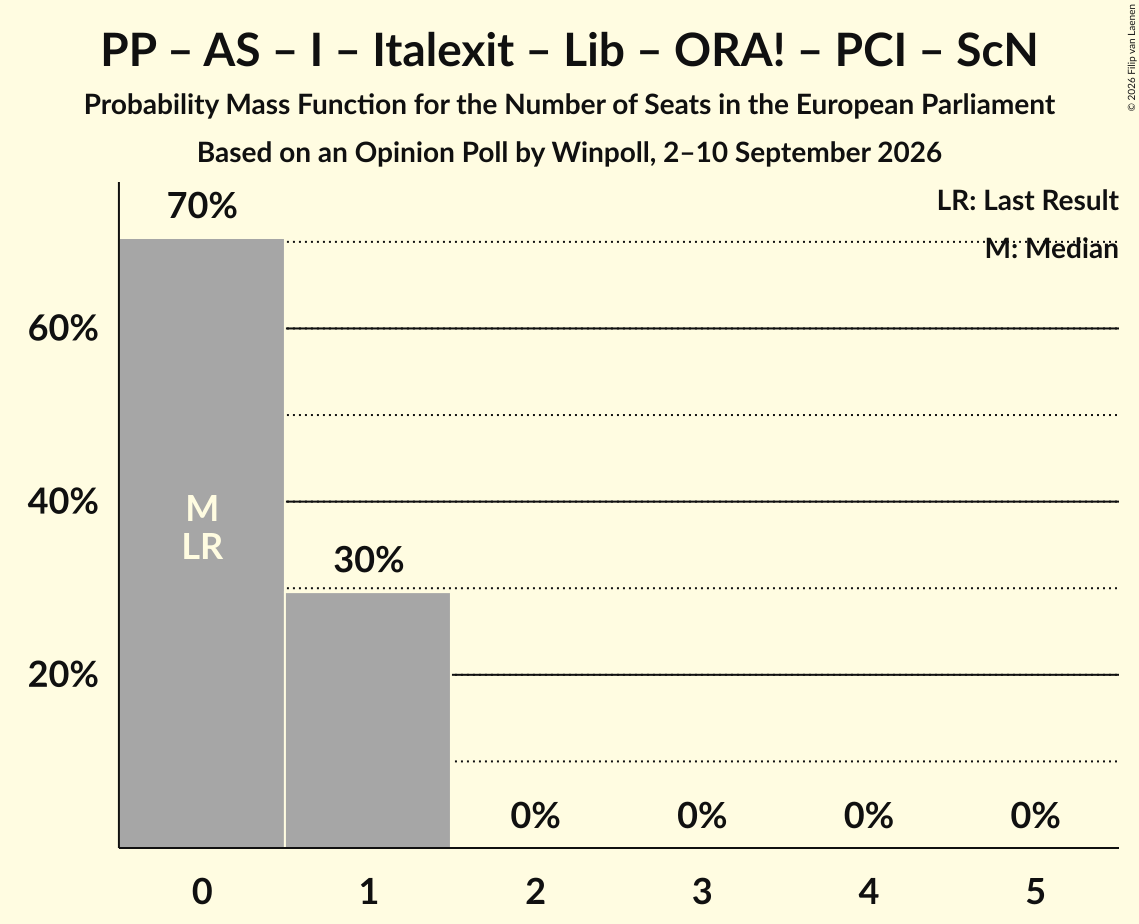 PP – AS – I – Italexit – Lib – ORA! – PCI – ScN
Probability Mass Function for the Number of Seats in the European Parliament
Based on an Opinion Poll by Winpoll, 2–10 September 2026
© 2026 Filip van Laenen
LR: Last Result
M: Median
70%
60%
40%
20%
M
LR
30%
0%
0%
0%
0%
0
1
2
3
4
5